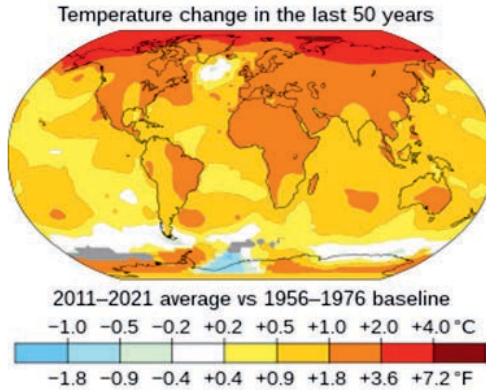 Temperature change in the last 50 years
2011–2021 average vs 1956–1976 baseline
−1.0 −0.5 −0.2 +0.2 +0.5 +1.0 +2.0 +4.0 °C
−1.8 −0.9 −0.4 +0.4 +0.9 +1.8 +3.6 +7.2 °F